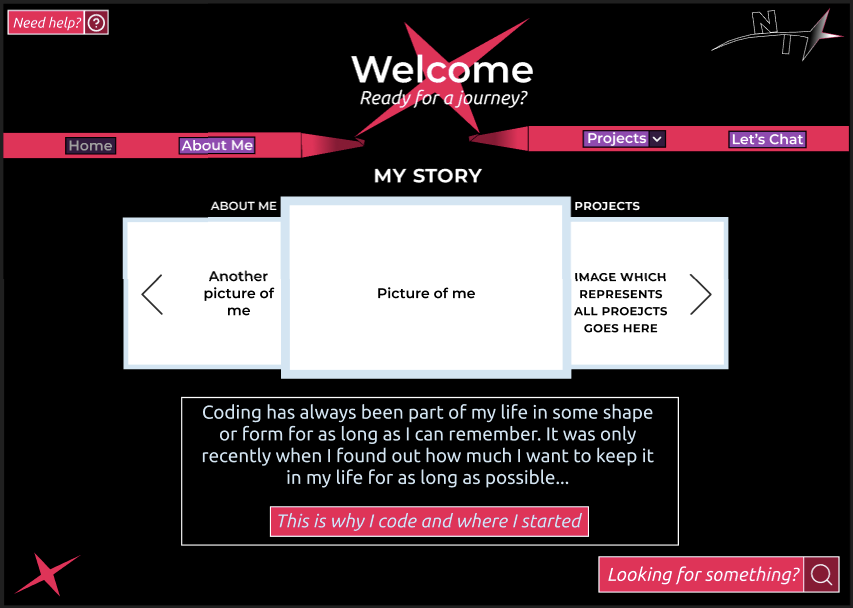 Need help?
NT
Welcome
Ready for a journey?
Home
About Me
Projects
Let's Chat
MY STORY
ABOUT ME
PROJECTS
Another
picture of
me
Picture of me
IMAGE WHICH
REPRESENTS
ALL PROEJCTS
GOES HERE
Coding has always been part of my life in some shape
or form for as long as I can remember. It was only
recently when I found out how much I want to keep it
in my life for as long as possible...
This is why I code and where I started
Looking for something?